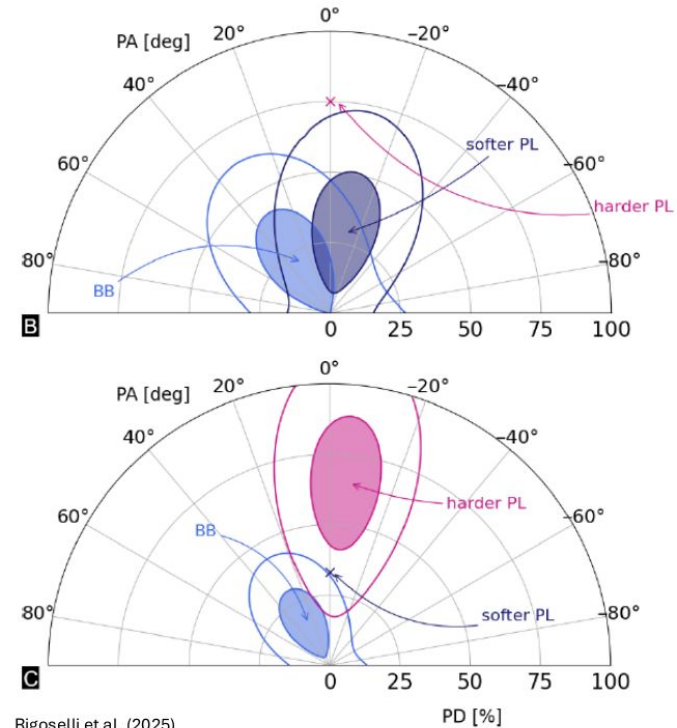 0°
PA [deg]
20°
–20°
40°
–40°
softer PL
60°
–60°
harder PL
80°
–80°
BB
B
0 25 50 75 100
0°
PA [deg]
20°
–20°
40°
–40°
harder PL
60°
–60°
BB
80°
–80°
softer PL
C
0 25 50 75 100
PD [%]
Rigoselli et al. (2025)